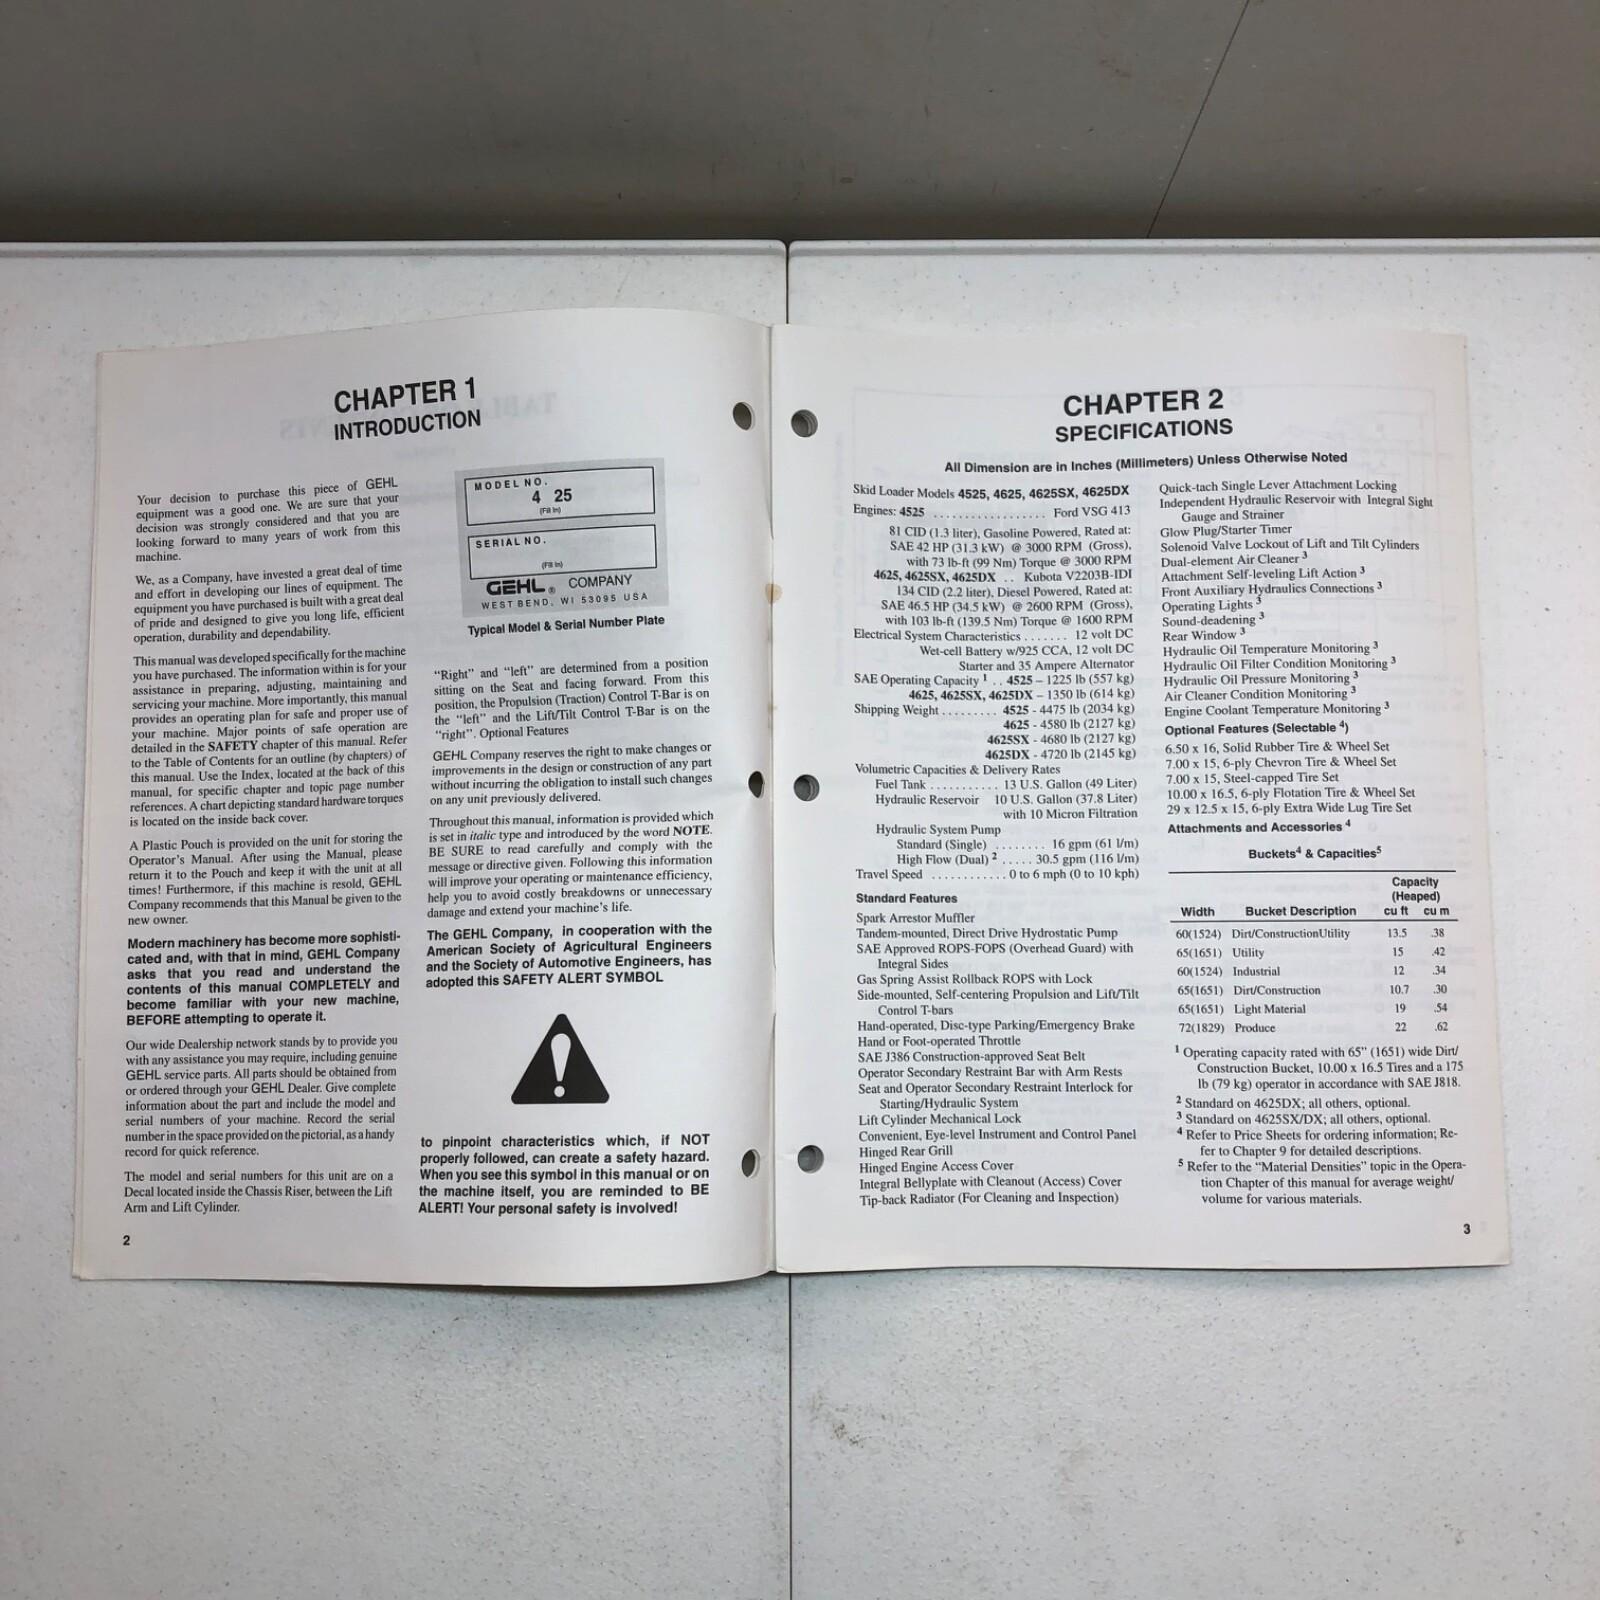 CHAPTER 1
INTRODUCTION
Your decision to purchase this piece of GEHL
equipment was a good one. We are sure that your
decision was strongly considered and that you are
looking forward to many years of work from this
machine.
We, as a Company, have invested a great deal of time
and effort in developing our lines of equipment. The
equipment you have purchased is built with a great deal
of pride and designed to give you long life, efficient
operation, durability and dependability.
This manual was developed specifically for the machine
you have purchased. The information within is for your
assistance in preparing, adjusting, maintaining and
servicing your machine. More importantly, this manual
provides an operating plan for safe and proper use of
your machine. Major points of safe operation are
detailed in the SAFETY chapter of this manual. Refer
to the Table of Contents for an outline (by chapters) of
this manual. Use the Index, located at the back of this
manual, for specific chapter and topic page number
references. A chart depicting standard hardware torques
is located on the inside back cover.
A Plastic Pouch is provided on the unit for storing the
Operator's Manual. After using the Manual, please
return it to the Pouch and keep it with the unit at all
times! Furthermore, if this machine is resold, GEHL
Company recommends that this Manual be given to the
new owner.
Modern machinery has become more sophisti-
cated and, with that in mind, GEHL Company
asks that you read and understand the
contents of this manual COMPLETELY and
become familiar with your new machine,
BEFORE attempting to operate it.
Our wide Dealership network stands by to provide you
with any assistance you may require, including genuine
GEHL service parts. All parts should be obtained from
or ordered through your GEHL Dealer. Give complete
information about the part and include the model and
serial numbers of your machine. Record the serial
number in the space provided on the pictorial, as a handy
record for quick reference.
The model and serial numbers for this unit are on a
Decal located inside the Chassis Riser, between the Lift
Arm and Lift Cylinder.
2
MODEL NO.
4 25
(Fill In)
SERIAL NO.
(Fill In)
GEHL® COMPANY
WEST BEND, WI 53095 USA
Typical Model & Serial Number Plate
"Right" and "left" are determined from a position
sitting on the Seat and facing forward. From this
position, the Propulsion (Traction) Control T-Bar is on
the "left" and the Lift/Tilt Control T-Bar is on the
"right". Optional Features
GEHL Company reserves the right to make changes or
improvements in the design or construction of any part
without incurring the obligation to install such changes
on any unit previously delivered.
Throughout this manual, information is provided which
is set in italic type and introduced by the word NOTE.
BE SURE to read carefully and comply with the
message or directive given. Following this information
will improve your operating or maintenance efficiency,
help you to avoid costly breakdowns or unnecessary
damage and extend your machine's life.
The GEHL Company, in cooperation with the
American Society of Agricultural Engineers
and the Society of Automotive Engineers, has
adopted this SAFETY ALERT SYMBOL
to pinpoint characteristics which, if NOT
properly followed, can create a safety hazard.
When you see this symbol in this manual or on
the machine itself, you are reminded to BE
ALERT! Your personal safety is involved!
CHAPTER 2
SPECIFICATIONS
All Dimension are in Inches (Millimeters) Unless Otherwise Noted
Skid Loader Models 4525, 4625, 4625SX, 4625DX
Engines: 4525 ................. Ford VSG 413
81 CID (1.3 liter), Gasoline Powered, Rated at:
SAE 42 HP (31.3 kW) @ 3000 RPM (Gross),
with 73 lb-ft (99 Nm) Torque @ 3000 RPM
4625, 4625SX, 4625DX .. Kubota V2203B-IDI
134 CID (2.2 liter), Diesel Powered, Rated at:
SAE 46.5 HP (34.5 kW) @ 2600 RPM (Gross),
with 103 lb-ft (139.5 Nm) Torque @ 1600 RPM
Electrical System Characteristics ....... 12 volt DC
Wet-cell Battery w/925 CCA, 12 volt DC
Starter and 35 Ampere Alternator
SAE Operating Capacity 1 .. 4525 – 1225 lb (557 kg)
4625, 4625SX, 4625DX – 1350 lb (614 kg)
Shipping Weight ......... 4525 - 4475 lb (2034 kg)
4625 - 4580 lb (2127 kg)
4625SX - 4680 lb (2127 kg)
4625DX - 4720 lb (2145 kg)
Volumetric Capacities & Delivery Rates
Fuel Tank ........... 13 U.S. Gallon (49 Liter)
Hydraulic Reservoir 10 U.S. Gallon (37.8 Liter)
with 10 Micron Filtration
Hydraulic System Pump
Standard (Single) ........ 16 gpm (61 l/m)
High Flow (Dual) 2 ..... 30.5 gpm (116 l/m)
Travel Speed ............ 0 to 6 mph (0 to 10 kph)
Standard Features
Spark Arrestor Muffler
Tandem-mounted, Direct Drive Hydrostatic Pump
SAE Approved ROPS-FOPS (Overhead Guard) with
Integral Sides
Gas Spring Assist Rollback ROPS with Lock
Side-mounted, Self-centering Propulsion and Lift/Tilt
Control T-bars
Hand-operated, Disc-type Parking/Emergency Brake
Hand or Foot-operated Throttle
SAE J386 Construction-approved Seat Belt
Operator Secondary Restraint Bar with Arm Rests
Seat and Operator Secondary Restraint Interlock for
Starting/Hydraulic System
Lift Cylinder Mechanical Lock
Convenient, Eye-level Instrument and Control Panel
Hinged Rear Grill
Hinged Engine Access Cover
Integral Bellyplate with Cleanout (Access) Cover
Tip-back Radiator (For Cleaning and Inspection)
Quick-tach Single Lever Attachment Locking
Independent Hydraulic Reservoir with Integral Sight
Gauge and Strainer
Glow Plug/Starter Timer
Solenoid Valve Lockout of Lift and Tilt Cylinders
Dual-element Air Cleaner 3
Attachment Self-leveling Lift Action 3
Front Auxiliary Hydraulics Connections 3
Operating Lights 3
Sound-deadening 3
Rear Window 3
Hydraulic Oil Temperature Monitoring 3
Hydraulic Oil Filter Condition Monitoring 3
Hydraulic Oil Pressure Monitoring 3
Air Cleaner Condition Monitoring 3
Engine Coolant Temperature Monitoring 3
Optional Features (Selectable 4)
6.50 x 16, Solid Rubber Tire & Wheel Set
7.00 x 15, 6-ply Chevron Tire & Wheel Set
7.00 x 15, Steel-capped Tire Set
10.00 x 16.5, 6-ply Flotation Tire & Wheel Set
29 x 12.5 x 15, 6-ply Extra Wide Lug Tire Set
Attachments and Accessories 4
Buckets4 & Capacities5
Capacity
(Heaped)
Width Bucket Description cu ft cu m
60(1524) Dirt/ConstructionUtility 13.5 .38
65(1651) Utility 15 .42
60(1524) Industrial 12 .34
65(1651) Dirt/Construction 10.7 .30
65(1651) Light Material 19 .54
72(1829) Produce 22 .62
1 Operating capacity rated with 65" (1651) wide Dirt/
Construction Bucket, 10.00 x 16.5 Tires and a 175
lb (79 kg) operator in accordance with SAE J818.
2 Standard on 4625DX; all others, optional.
3 Standard on 4625SX/DX; all others, optional.
4 Refer to Price Sheets for ordering information; Re-
fer to Chapter 9 for detailed descriptions.
5 Refer to the "Material Densities" topic in the Opera-
tion Chapter of this manual for average weight/
volume for various materials.
3